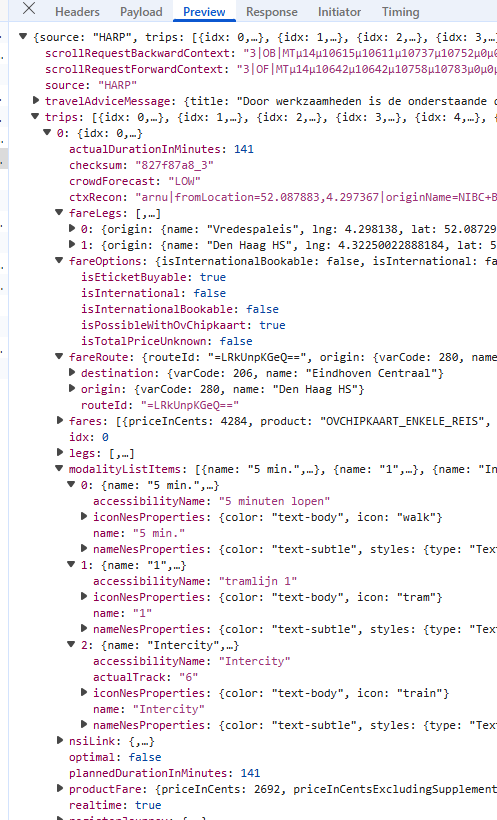 Headers Payload Preview Response Initiator Timing
{source: "HARP", trips: [{idx: 0,…}, {idx: 1,…}, {idx: 2,…}, {idx: 3,…
scrollRequestBackwardContext: "3|OB|MTµ14µ10615µ10611µ10737µ10752µ0µ0
scrollRequestForwardContext: "3|OF|MTµ14µ10642µ10642µ10758µ10783µ0µ0µ
source: "HARP"
travelAdviceMessage: {title: "Door werkzaamheden is de onderstaande
trips: [{idx: 0,…}, {idx: 1,…}, {idx: 2,…}, {idx: 3,…}, {idx: 4,…},
0: {idx: 0,…}
actualDurationInMinutes: 141
checksum: "827f87a8_3"
crowdForecast: "LOW"
ctxRecon: "arnu|fromLocation=52.087883,4.297367|originName=NIBC+B
fareLegs: [,…]
0: {origin: {name: "Vredespaleis", lng: 4.298138, lat: 52.08729
1: {origin: {name: "Den Haag HS", lng: 4.32250022888184, lat: 5
fareOptions: {isInternationalBookable: false, isInternational: fa
isEticketBuyable: true
isInternational: false
isInternationalBookable: false
isPossibleWithOvChipkaart: true
isTotalPriceUnknown: false
fareRoute: {routeId: "=LRkUnpKGeQ==", origin: {varCode: 280, name
destination: {varCode: 206, name: "Eindhoven Centraal"}
origin: {varCode: 280, name: "Den Haag HS"}
routeId: "=LRkUnpKGeQ=="
fares: [{priceInCents: 4284, product: "OVCHIPKAART_ENKELE_REIS",
idx: 0
legs: [,…]
modalityListItems: [{name: "5 min.",…}, {name: "1",…}, {name: "In
0: {name: "5 min.",…}
accessibilityName: "5 minuten lopen"
iconNesProperties: {color: "text-body", icon: "walk"}
name: "5 min."
nameNesProperties: {color: "text-subtle", styles: {type: "Tex
1: {name: "1",…}
accessibilityName: "tramlijn 1"
iconNesProperties: {color: "text-body", icon: "tram"}
name: "1"
nameNesProperties: {color: "text-subtle", styles: {type: "Tex
2: {name: "Intercity",…}
accessibilityName: "Intercity"
actualTrack: "6"
iconNesProperties: {color: "text-body", icon: "train"}
name: "Intercity"
nameNesProperties: {color: "text-subtle", styles: {type: "Tex
nsiLink: {,…}
optimal: false
plannedDurationInMinutes: 141
productFare: {priceInCents: 2692, priceInCentsExcludingSupplement
realtime: true